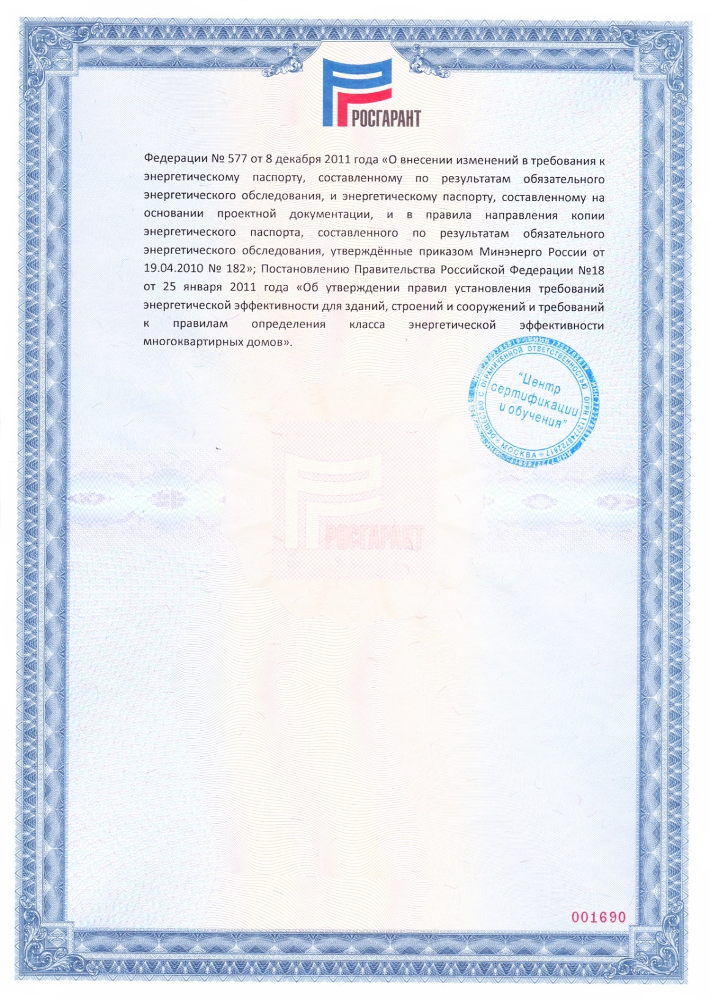 РОСГАРАНТ
Федерации № 577 от 8 декабря 2011 года «О внесении изменений в требования к
энергетическому паспорту, составленному по результатам обязательного
энергетического обследования, и энергетическому паспорту, составленному на
основании проектной документации, и в правила направления копии
энергетического паспорта, составленного по результатам обязательного
энергетического обследования, утверждённые приказом Минэнерго России от
19.04.2010 № 182»; Постановлению Правительства Российской Федерации №18
от 25 января 2011 года «Об утверждении правил установления требований
энергетической эффективности для зданий, строений и сооружений и требований
к правилам определения класса энергетической эффективности
многоквартирных домов».
ИНН 7722785819
ОБЩЕСТВО С ОГРАНИЧЕННОЙ ОТВЕТСТВЕННОСТЬЮ ОГРН 1127746722817
"Центр
сертификации
и обучения"
* МОСКВА *
РОСГАРАНТ
001690